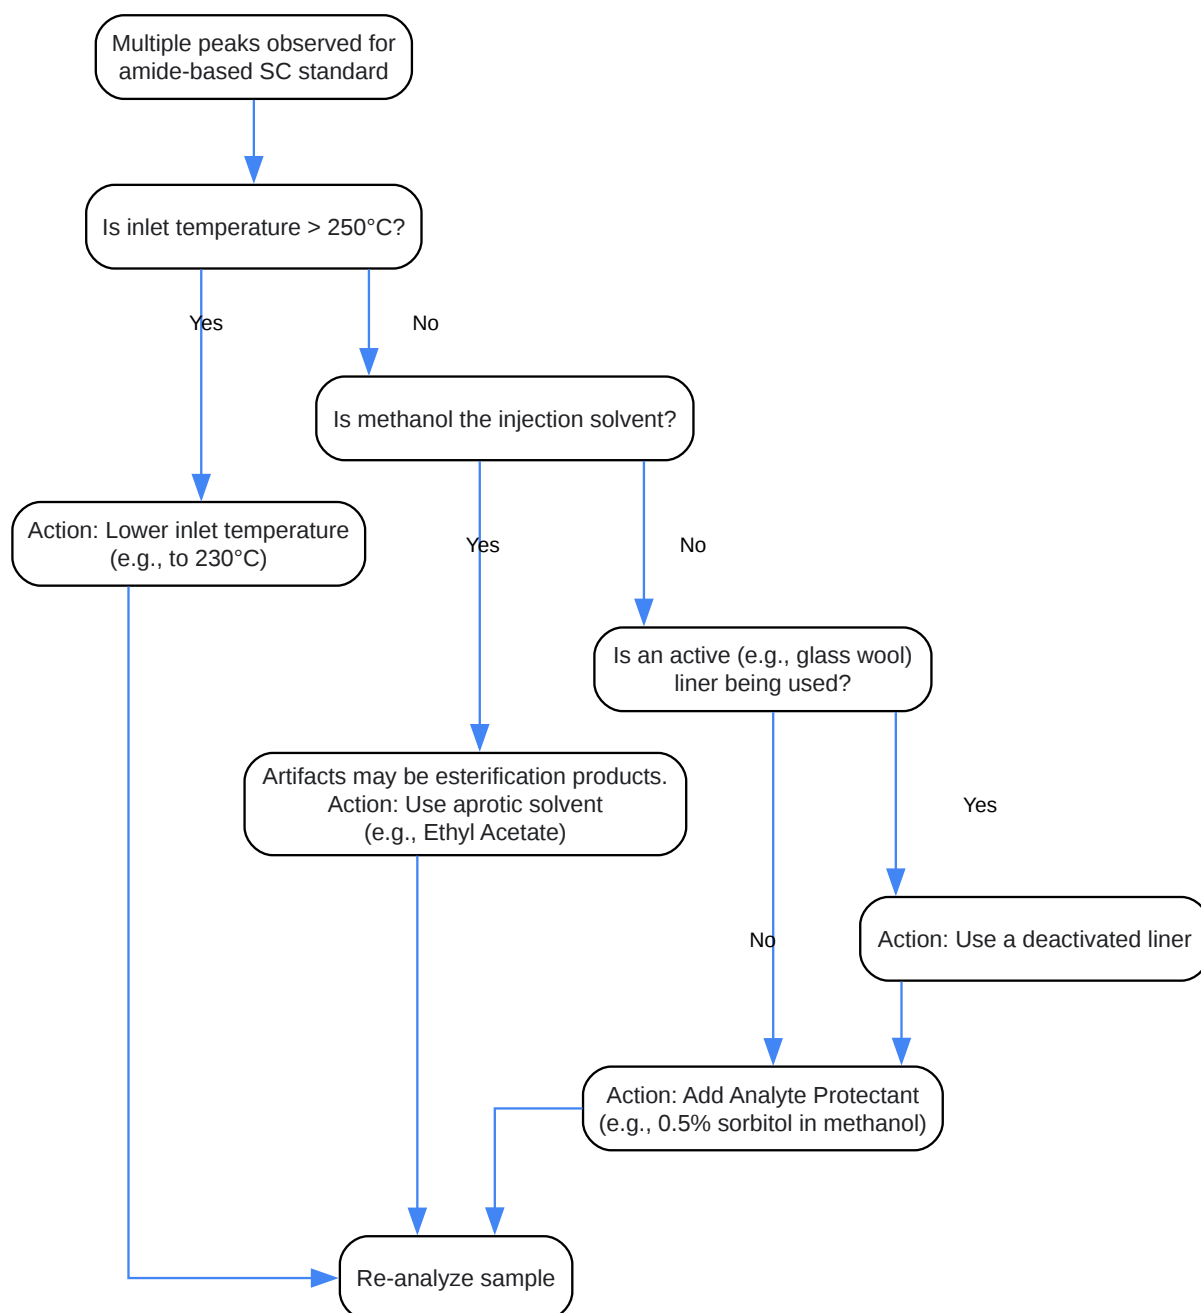 Multiple peaks observed for
amide-based SC standard
Is inlet temperature > 250°C?
Yes
No
Is methanol the injection solvent?
Action: Lower inlet temperature
(e.g., to 230°C)
Yes
No
Is an active (e.g., glass wool)
liner being used?
Artifacts may be esterification products.
Action: Use aprotic solvent
(e.g., Ethyl Acetate)
Yes
No
Action: Use a deactivated liner
Action: Add Analyte Protectant
(e.g., 0.5% sorbitol in methanol)
Re-analyze sample